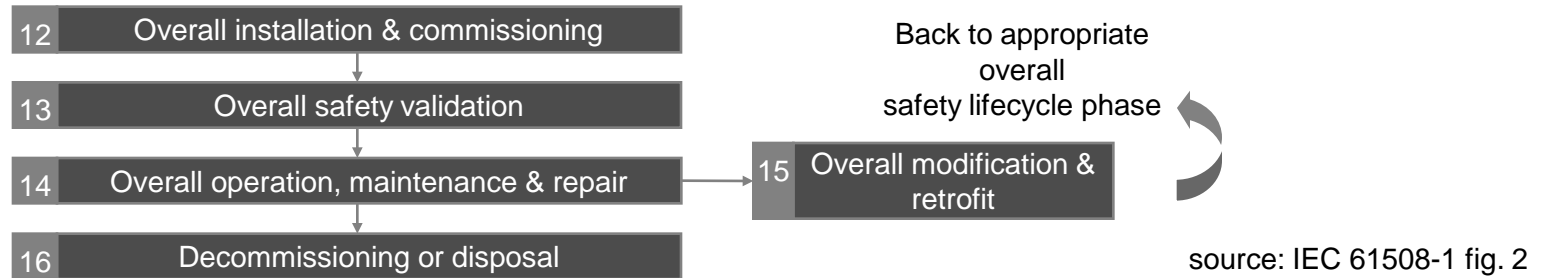 12 Overall installation & commissioning
13 Overall safety validation
14 Overall operation, maintenance & repair
16 Decommissioning or disposal
15 Overall modification &
retrofit
Back to appropriate
overall
safety lifecycle phase
source: IEC 61508-1 fig. 2